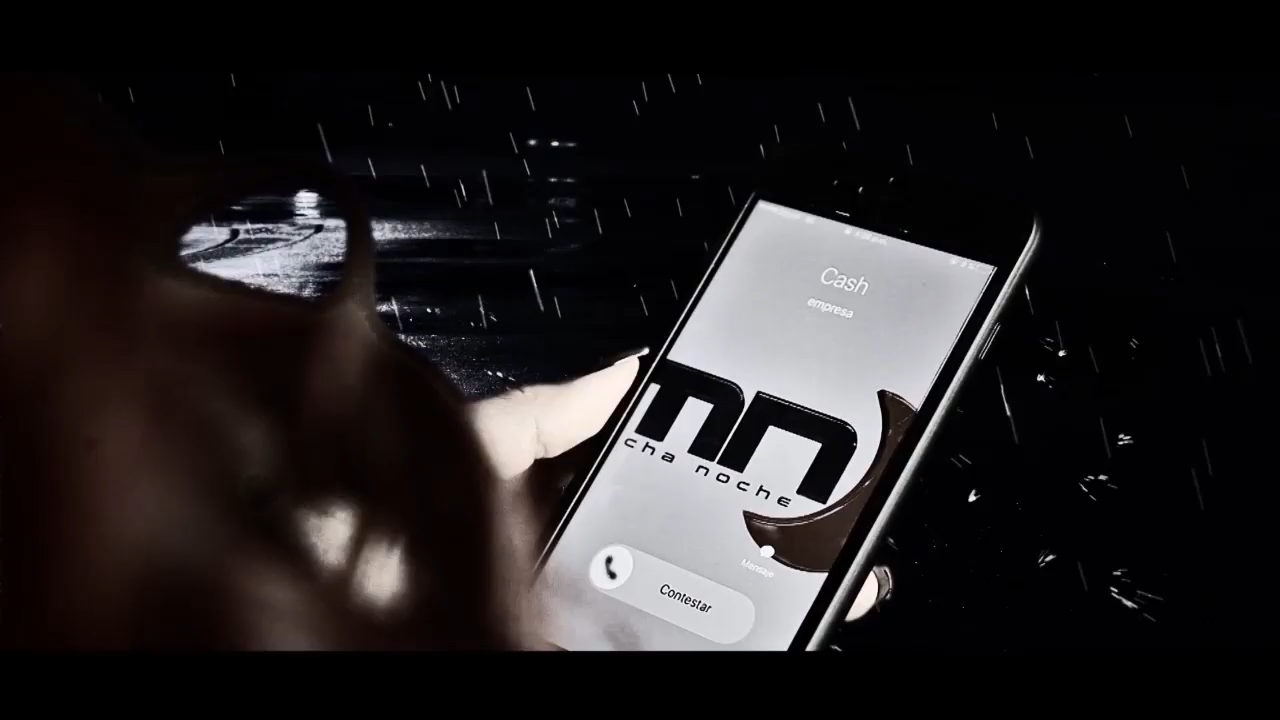 Cash
empresa
cha noche
Mensaje
Contestar